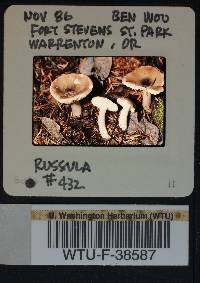 NOV 86 BEN WOO
FORT STEVENS ST. PARK
WARRENTON, OR
RUSSULA
#432
U. Washington Herbarium (WTU)
WTU-F-38587